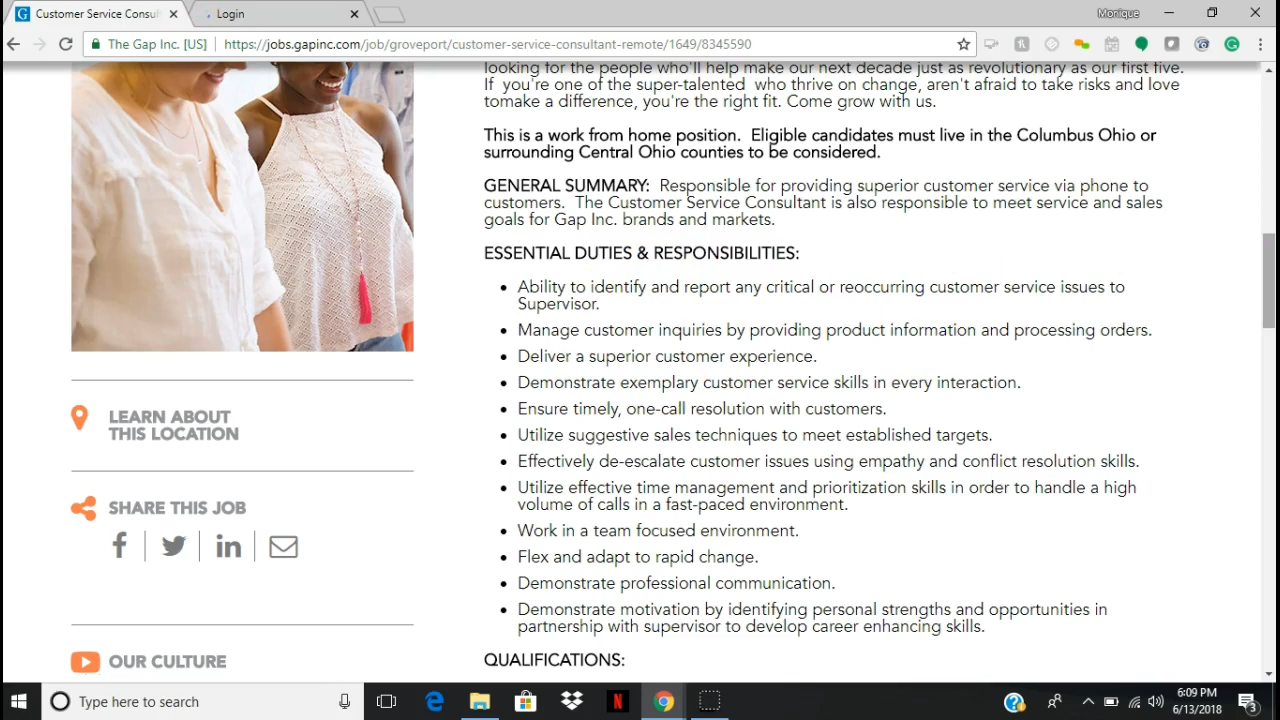 Customer Service Consul
Login
Monique
The Gap Inc. [US]
https://jobs.gapinc.com/job/groveport/customer-service-consultant-remote/1649/8345590
looking for the people who'll help make our next decade just as revolutionary as our first five.
If  you're one of the super-talented  who thrive on change, aren't afraid to take risks and love
tomake a difference, you're the right fit. Come grow with us.
This is a work from home position.  Eligible candidates must live in the Columbus Ohio or
surrounding Central Ohio counties to be considered.
GENERAL SUMMARY:  Responsible for providing superior customer service via phone to
customers.  The Customer Service Consultant is also responsible to meet service and sales
goals for Gap Inc. brands and markets.
ESSENTIAL DUTIES & RESPONSIBILITIES:
• Ability to identify and report any critical or reoccurring customer service issues to
Supervisor.
• Manage customer inquiries by providing product information and processing orders.
• Deliver a superior customer experience.
• Demonstrate exemplary customer service skills in every interaction.
• Ensure timely, one-call resolution with customers.
• Utilize suggestive sales techniques to meet established targets.
• Effectively de-escalate customer issues using empathy and conflict resolution skills.
• Utilize effective time management and prioritization skills in order to handle a high
volume of calls in a fast-paced environment.
• Work in a team focused environment.
• Flex and adapt to rapid change.
• Demonstrate professional communication.
• Demonstrate motivation by identifying personal strengths and opportunities in
partnership with supervisor to develop career enhancing skills.
QUALIFICATIONS:
LEARN ABOUT
THIS LOCATION
SHARE THIS JOB
OUR CULTURE
Type here to search
6:09 PM
6/13/2018
3